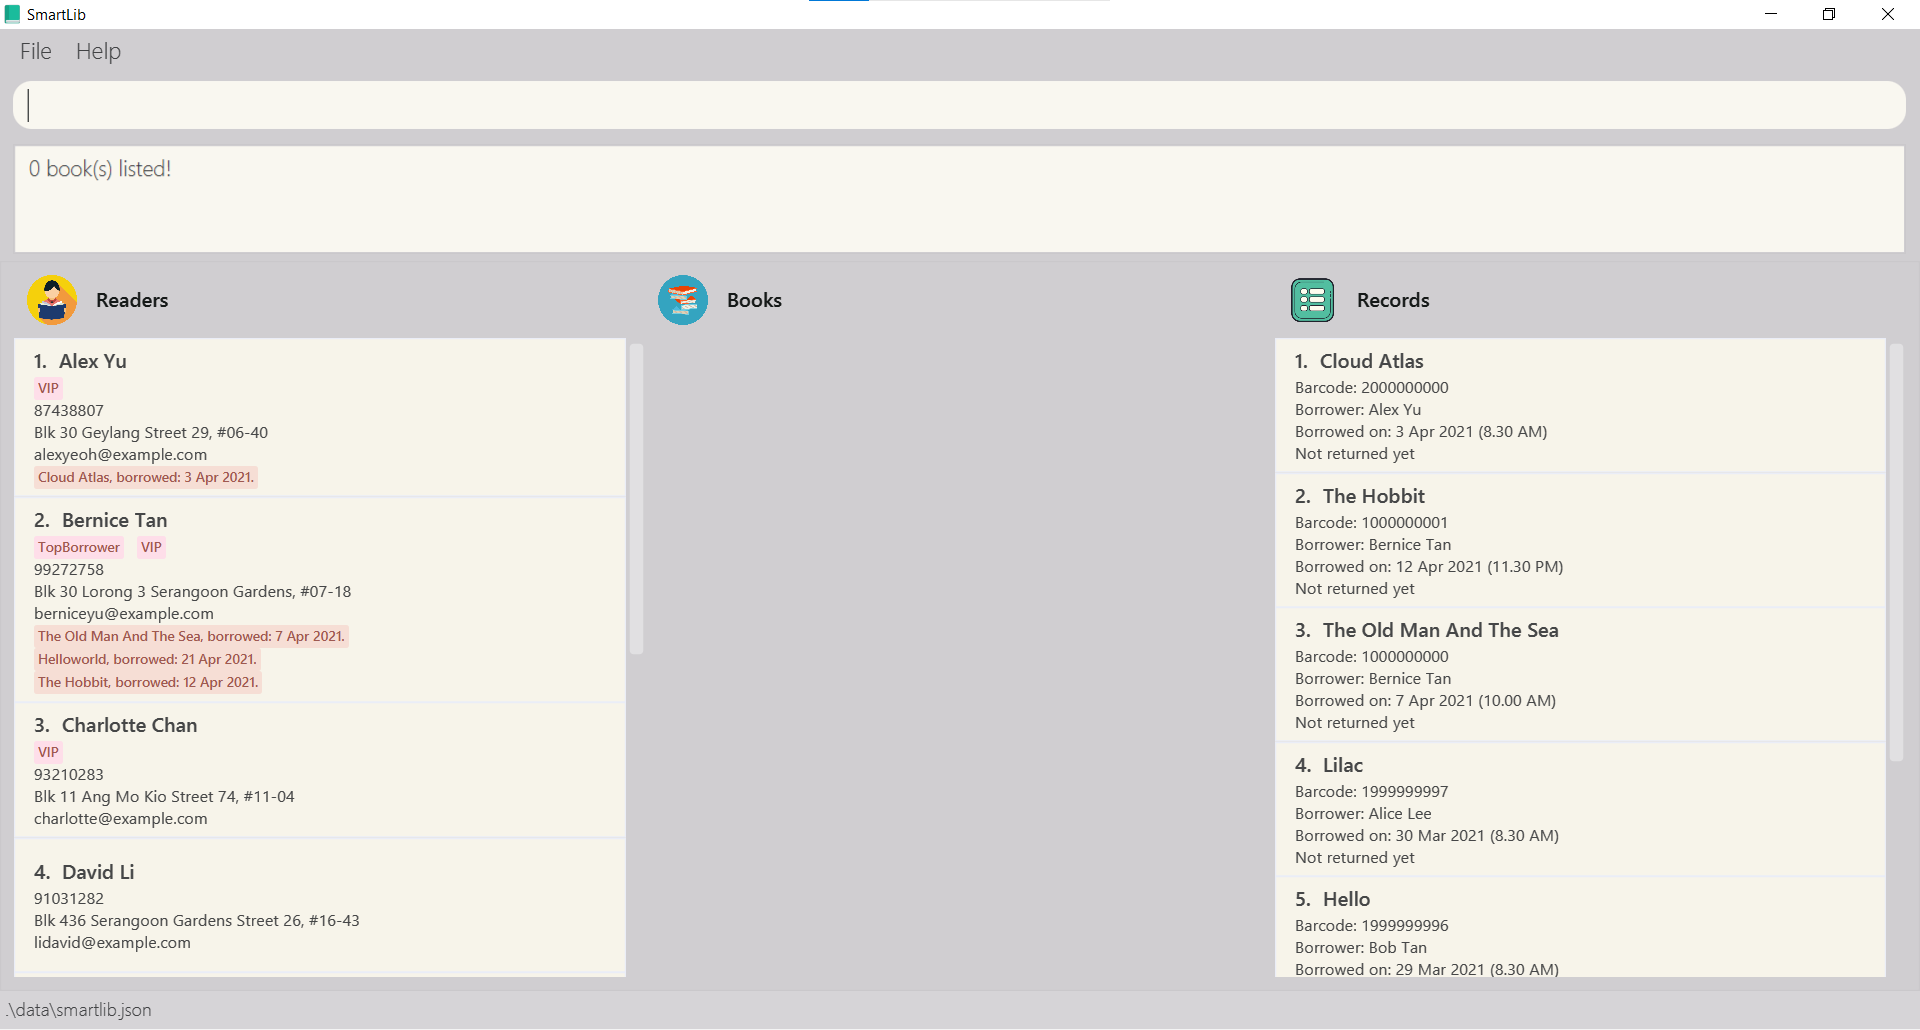 SmartLib
File Help
0 book(s) listed!
Readers
1. Alex Yu
VIP
87438807
Blk 30 Geylang Street 29, #06-40
alexyeoh@example.com
Cloud Atlas, borrowed: 3 Apr 2021.
2. Bernice Tan
TopBorrower VIP
99272758
Blk 30 Lorong 3 Serangoon Gardens, #07-18
berniceyu@example.com
The Old Man And The Sea, borrowed: 7 Apr 2021.
Helloworld, borrowed: 21 Apr 2021.
The Hobbit, borrowed: 12 Apr 2021.
3. Charlotte Chan
VIP
93210283
Blk 11 Ang Mo Kio Street 74, #11-04
charlotte@example.com
4. David Li
91031282
Blk 436 Serangoon Gardens Street 26, #16-43
lidavid@example.com
Books
Records
1. Cloud Atlas
Barcode: 2000000000
Borrower: Alex Yu
Borrowed on: 3 Apr 2021 (8.30 AM)
Not returned yet
2. The Hobbit
Barcode: 1000000001
Borrower: Bernice Tan
Borrowed on: 12 Apr 2021 (11.30 PM)
Not returned yet
3. The Old Man And The Sea
Barcode: 1000000000
Borrower: Bernice Tan
Borrowed on: 7 Apr 2021 (10.00 AM)
Not returned yet
4. Lilac
Barcode: 1999999997
Borrower: Alice Lee
Borrowed on: 30 Mar 2021 (8.30 AM)
Not returned yet
5. Hello
Barcode: 1999999996
Borrower: Bob Tan
Borrowed on: 29 Mar 2021 (8.30 AM)
.\data\smartlib.json